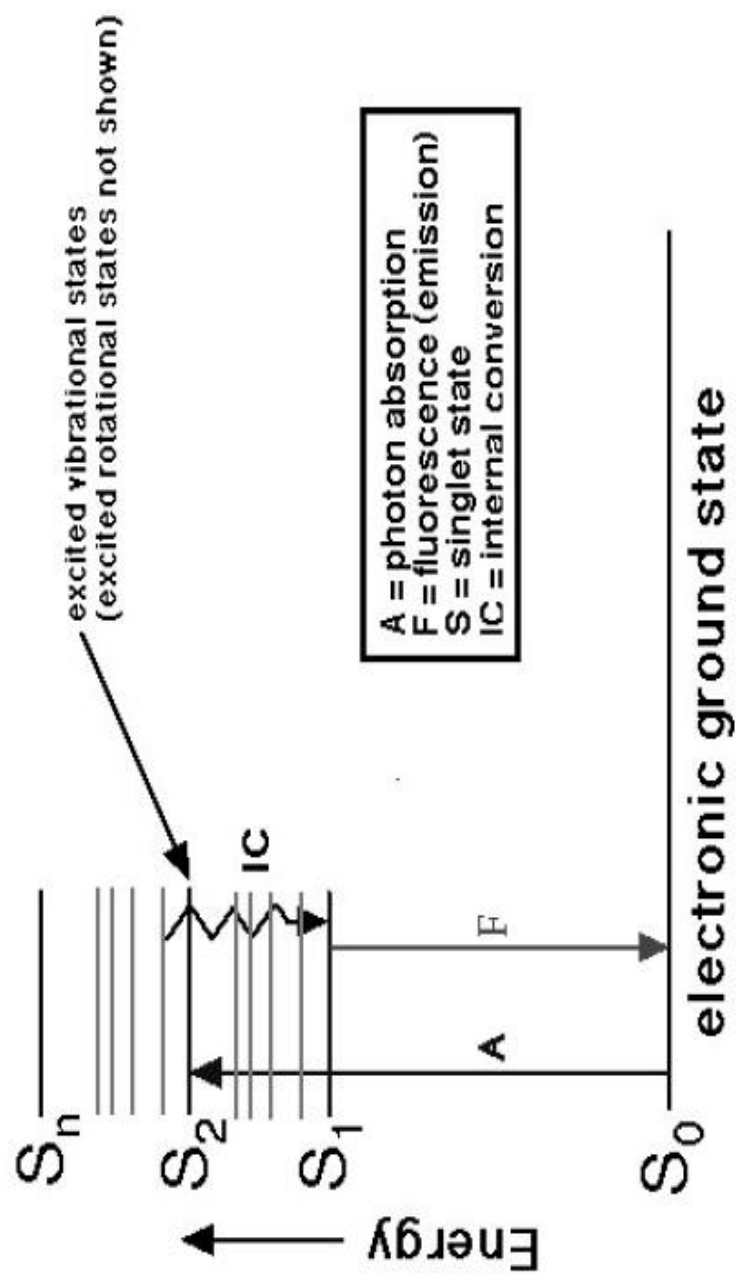 excited vibrational states
(excited rotational states not shown)
Sn
S2
S1
S0
Energy
IC
A
F
A = photon absorption
F = fluorescence (emission)
S = singlet state
IC = internal conversion
electronic ground state